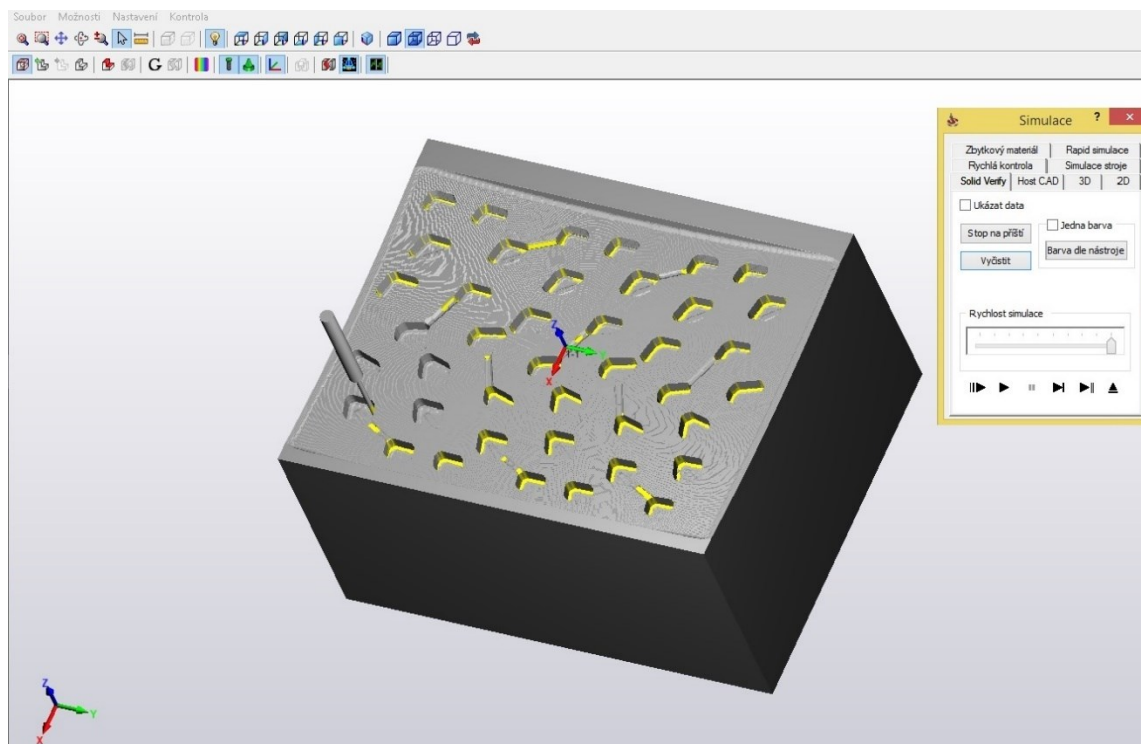 Soubor Možnosti Nastavení Kontrola
G
Simulace ? ×
Zbytkový materiál Rapid simulace
Rychlá kontrola Simulace stroje
Solid Verify Host CAD 3D 2D
Ukázat data
Stop na příští
Jedna barva
Vyčistit
Barva dle nástroje
Rychlost simulace
Z
Y
X
Z
Y
X